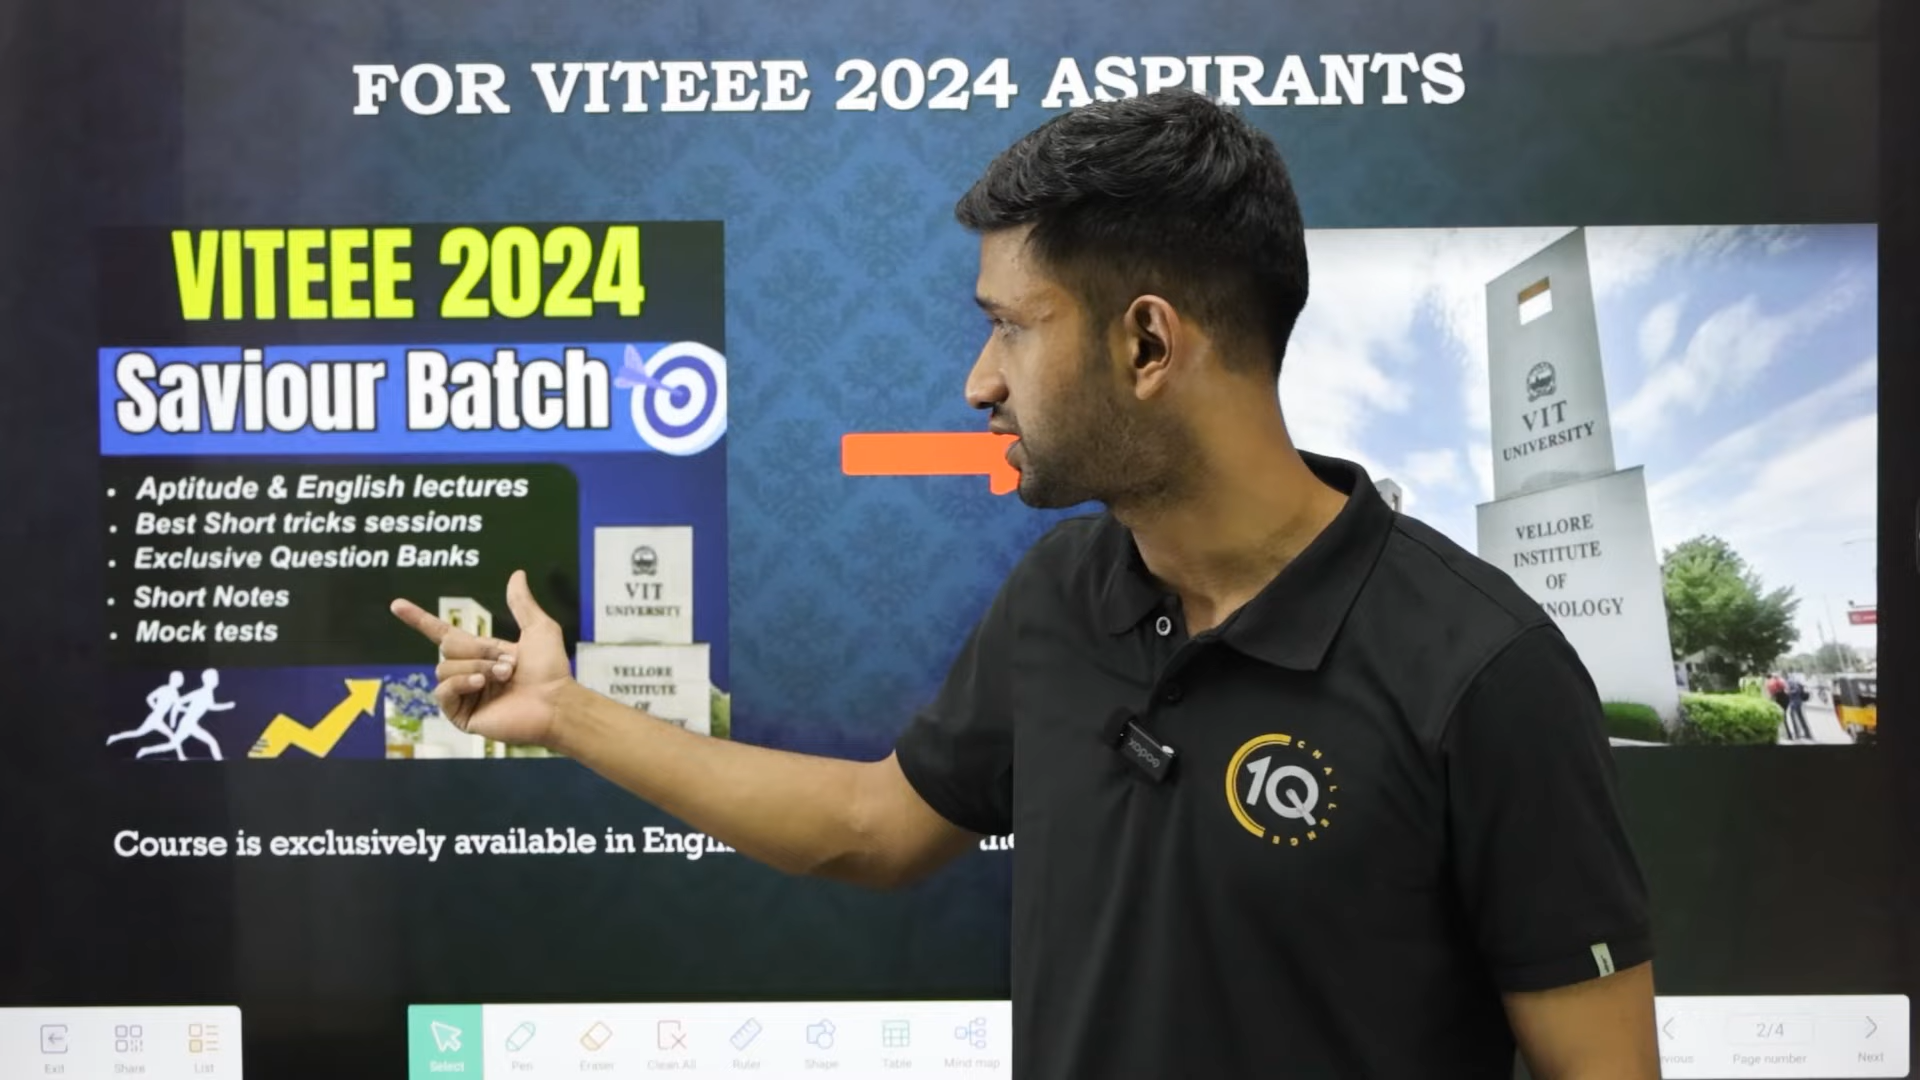 FOR VITEEE 2024 ASPIRANTS
VITEEE 2024
Saviour Batch
• Aptitude & English lectures
• Best Short tricks sessions
• Exclusive Question Banks
• Short Notes
• Mock tests
VIT
UNIVERSITY
VELLORE
INSTITUTE
OF
VIT
UNIVERSITY
VELLORE
INSTITUTE
OF
NOLOGY
Course is exclusively available in
1Q
CHALLENGE
Godox
Exit
Share
List
Select
Pen
Eraser
Clean All
Ruler
Shape
Table
Mind map
2/4
Page number
Next